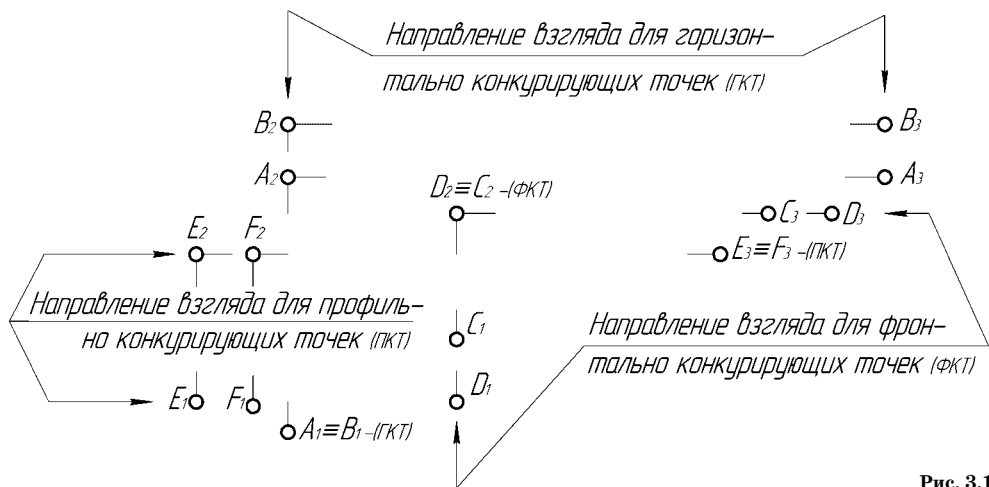 Направление взгляда для горизон-
тально конкурирующих точек (ГКТ)
B2
B3
A2
A3
D2≡C2 -(ФКТ)
C3
D3
E2
F2
E3≡F3 -(ПКТ)
Направление взгляда для профиль-
но конкурирующих точек (ПКТ)
C1
Направление взгляда для фрон-
тально конкурирующих точек (ФКТ)
E1
F1
D1
A1≡B1-(ГКТ)
Рис. 3.1